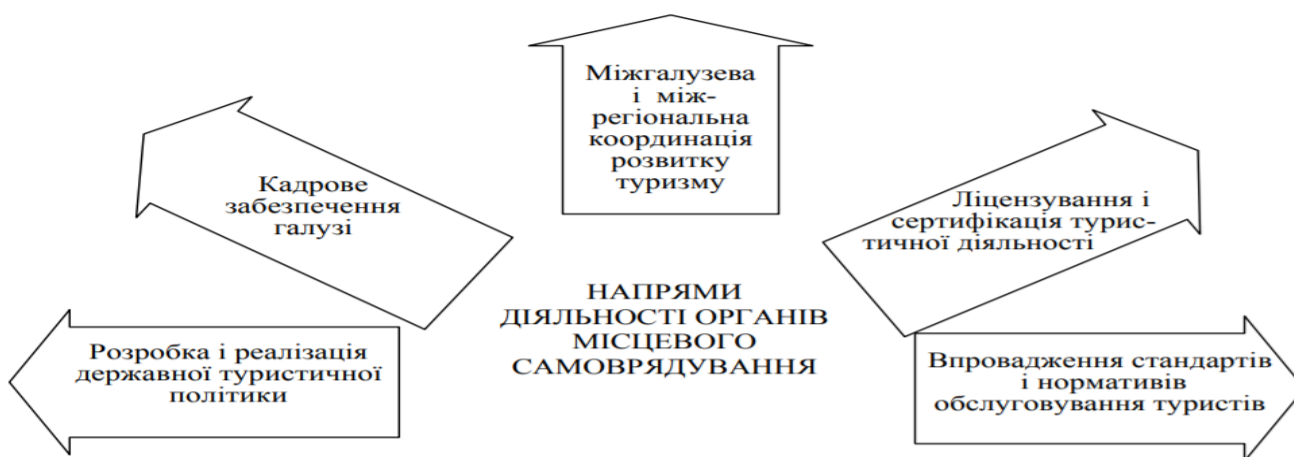 Міжгалузева
і між-
регіональна
координація
розвитку
туризму
Кадрове
забезпечення
галузі
Ліцензування і
сертифікація турис-
тичної діяльності
НАПРЯМИ
ДІЯЛЬНОСТІ ОРГАНІВ
МІСЦЕВОГО
САМОВРЯДУВАННЯ
Розробка і реалізація
державної туристичної
політики
Впровадження стандартів
і нормативів
обслуговування туристів